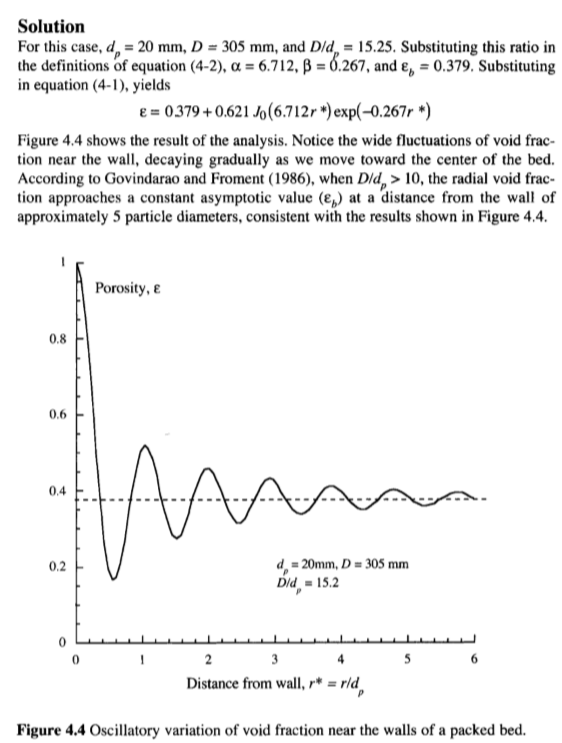 Solution
For this case, dₚ = 20 mm, D = 305 mm, and D/dₚ = 15.25. Substituting this ratio in
the definitions of equation (4-2), α = 6.712, β = 0.267, and ε_b = 0.379. Substituting
in equation (4-1), yields
ε = 0.379 + 0.621 J₀(6.712r *) exp(–0.267r *)
Figure 4.4 shows the result of the analysis. Notice the wide fluctuations of void frac-
tion near the wall, decaying gradually as we move toward the center of the bed.
According to Govindarao and Froment (1986), when D/dₚ > 10, the radial void frac-
tion approaches a constant asymptotic value (ε_b) at a distance from the wall of
approximately 5 particle diameters, consistent with the results shown in Figure 4.4.
1
Porosity, ε
0.8
0.6
0.4
0.2
dₚ = 20mm, D = 305 mm
D/dₚ = 15.2
0
0 1 2 3 4 5 6
Distance from wall, r* = r/dₚ
Figure 4.4 Oscillatory variation of void fraction near the walls of a packed bed.